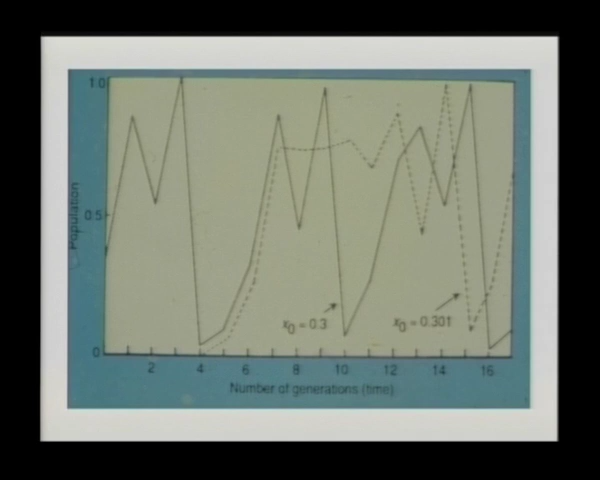 1.0
0.5
0
Population
x0 = 0.3
x0 = 0.301
2 4 6 8 10 12 14 16
Number of generations (time)